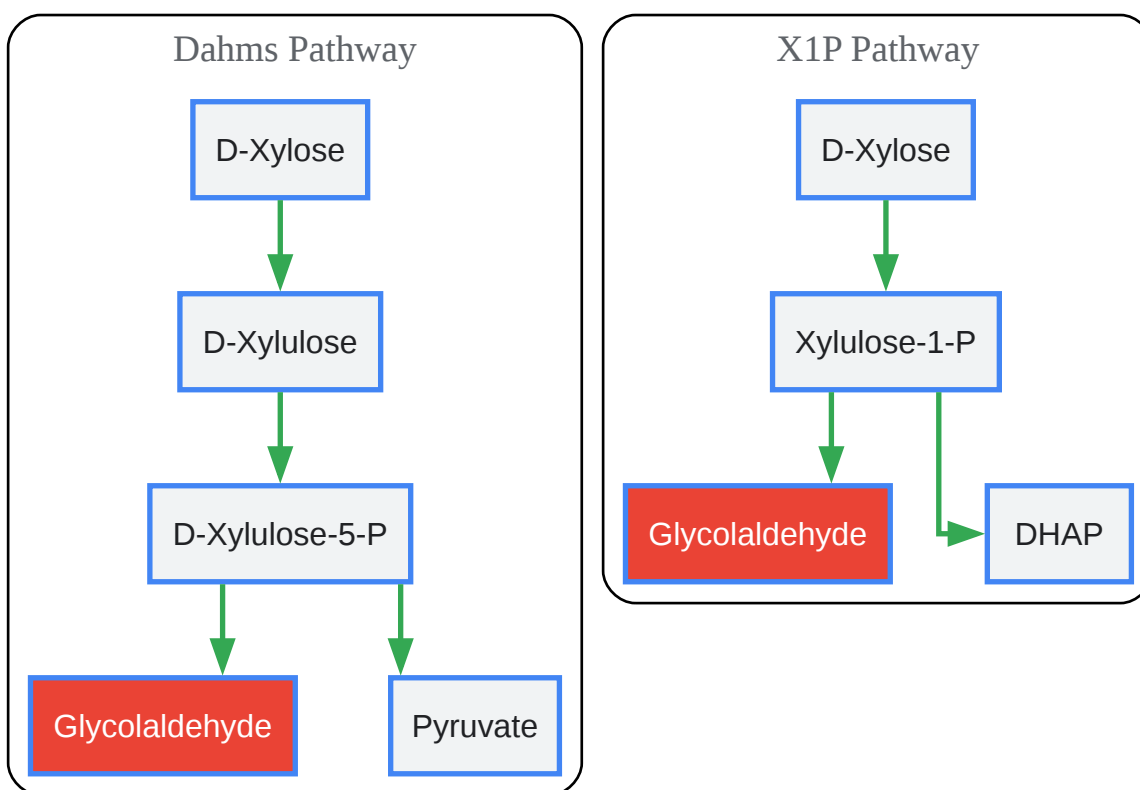 Dahms Pathway
D-Xylose
D-Xylulose
D-Xylulose-5-P
Glycolaldehyde
Pyruvate
X1P Pathway
D-Xylose
Xylulose-1-P
Glycolaldehyde
DHAP